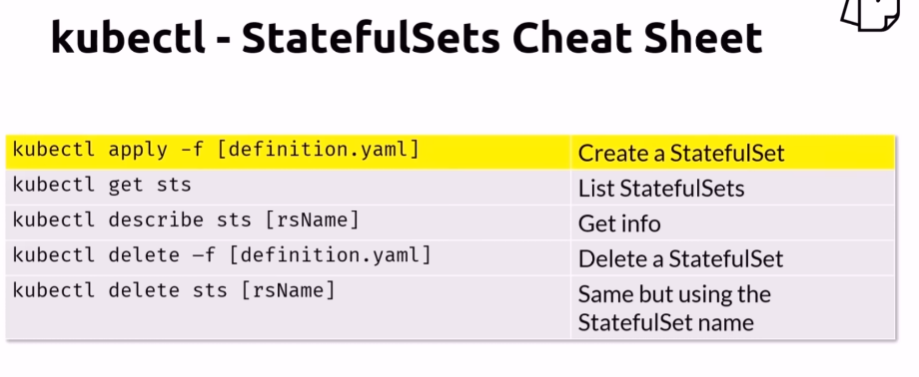 kubectl - StatefulSets Cheat Sheet
kubectl apply -f [definition.yaml] Create a StatefulSet
kubectl get sts List StatefulSets
kubectl describe sts [rsName] Get info
kubectl delete –f [definition.yaml] Delete a StatefulSet
kubectl delete sts [rsName] Same but using the
StatefulSet name